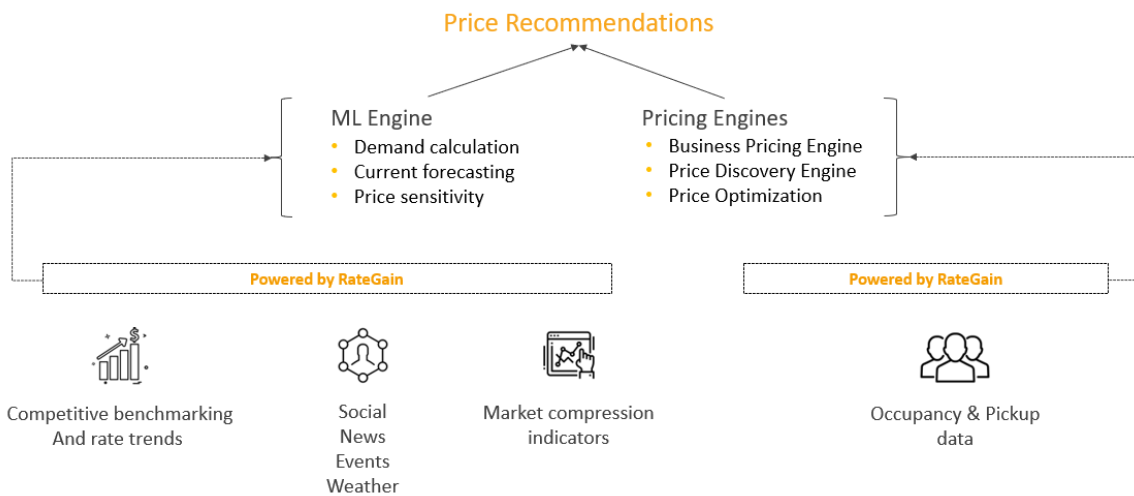 Price Recommendations
ML Engine
• Demand calculation
• Current forecasting
• Price sensitivity
Pricing Engines
• Business Pricing Engine
• Price Discovery Engine
• Price Optimization
Powered by RateGain
Powered by RateGain
$
Competitive benchmarking
And rate trends
Social
News
Events
Weather
Market compression
indicators
Occupancy & Pickup
data